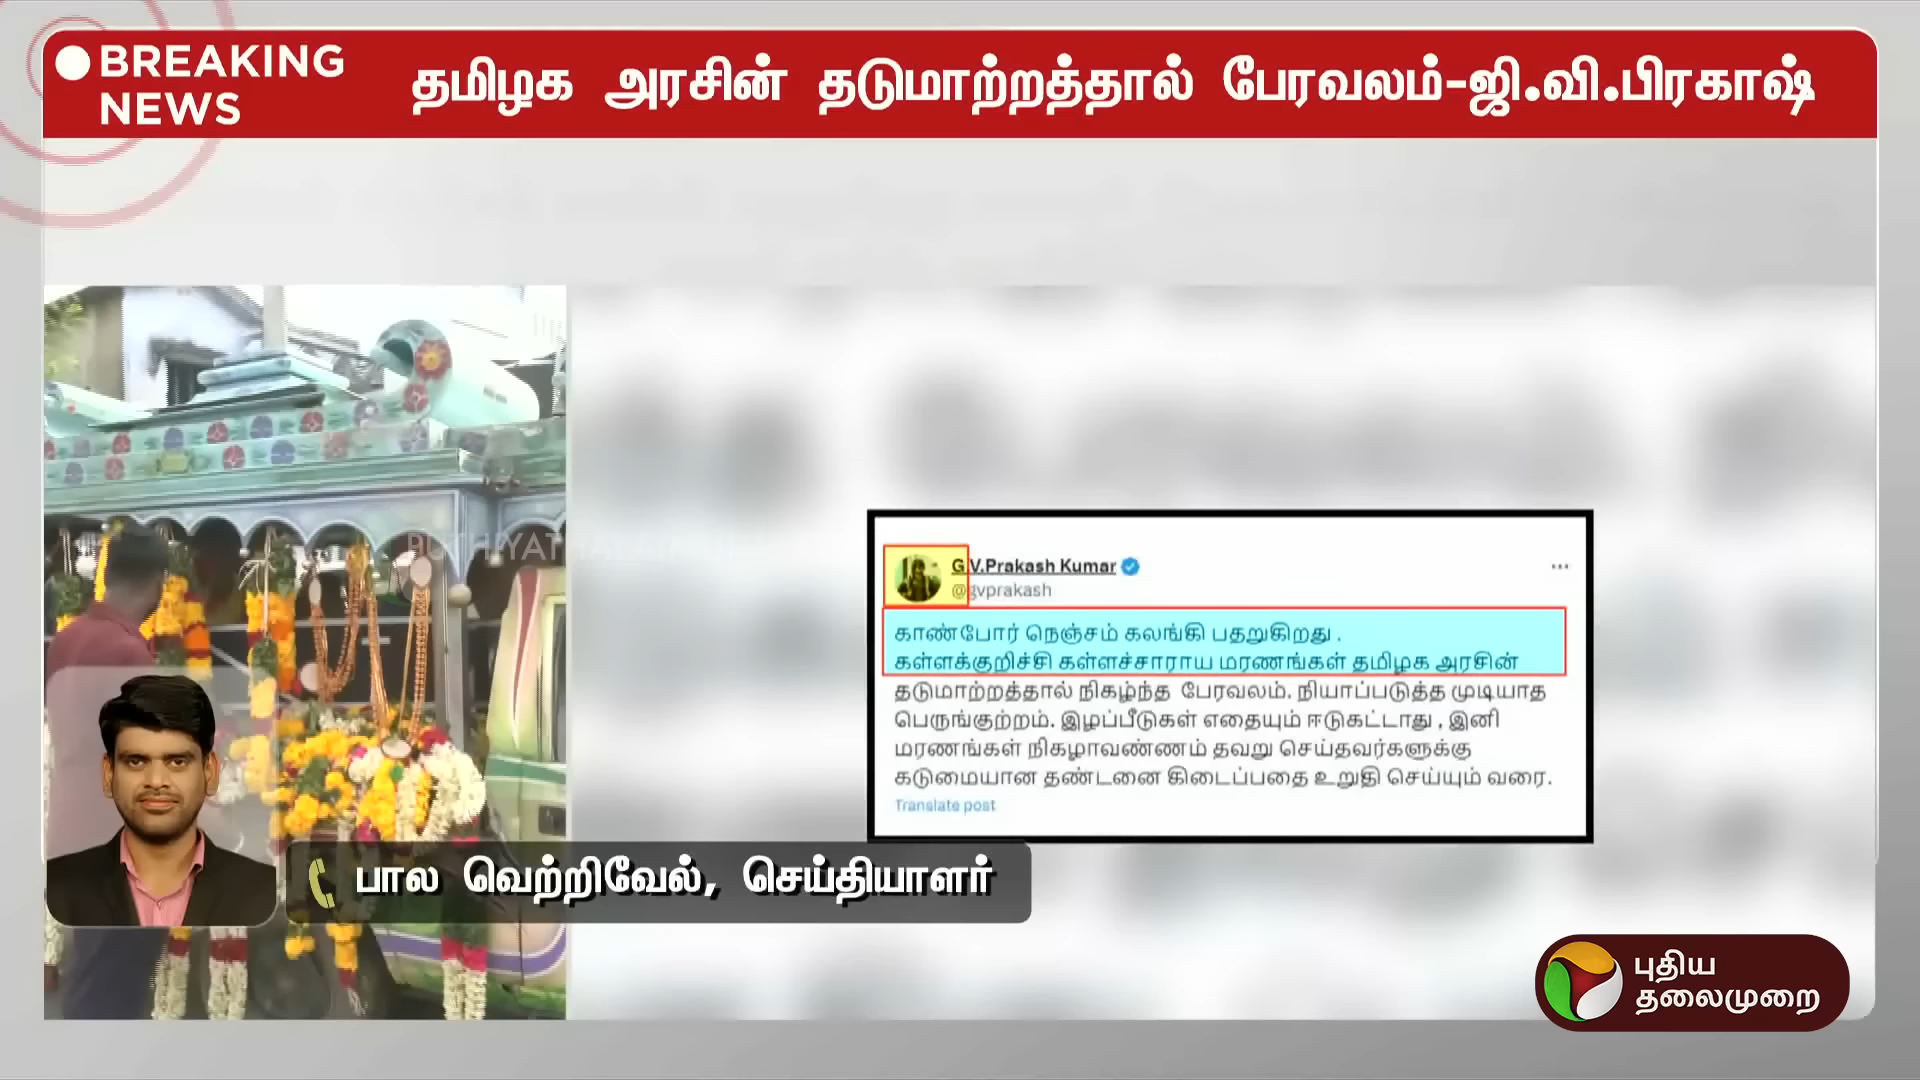 BREAKING
NEWS
தமிழக அரசின் தடுமாற்றத்தால் பேரவலம்-ஜி.வி.பிரகாஷ்
G.V.Prakash Kumar
@gvprakash
காண்போர் நெஞ்சம் கலங்கி பதறுகிறது .
கள்ளக்குறிச்சி கள்ளச்சாராய மரணங்கள் தமிழக அரசின்
தடுமாற்றத்தால் நிகழ்ந்த பேரவலம். நியாப்படுத்த முடியாத
பெருங்குற்றம். இழப்பீடுகள் எதையும் ஈடுகட்டாது , இனி
மரணங்கள் நிகழாவண்ணம் தவறு செய்தவர்களுக்கு
கடுமையான தண்டனை கிடைப்பதை உறுதி செய்யும் வரை.
Translate post
பால வெற்றிவேல், செய்தியாளர்
புதிய
தலைமுறை